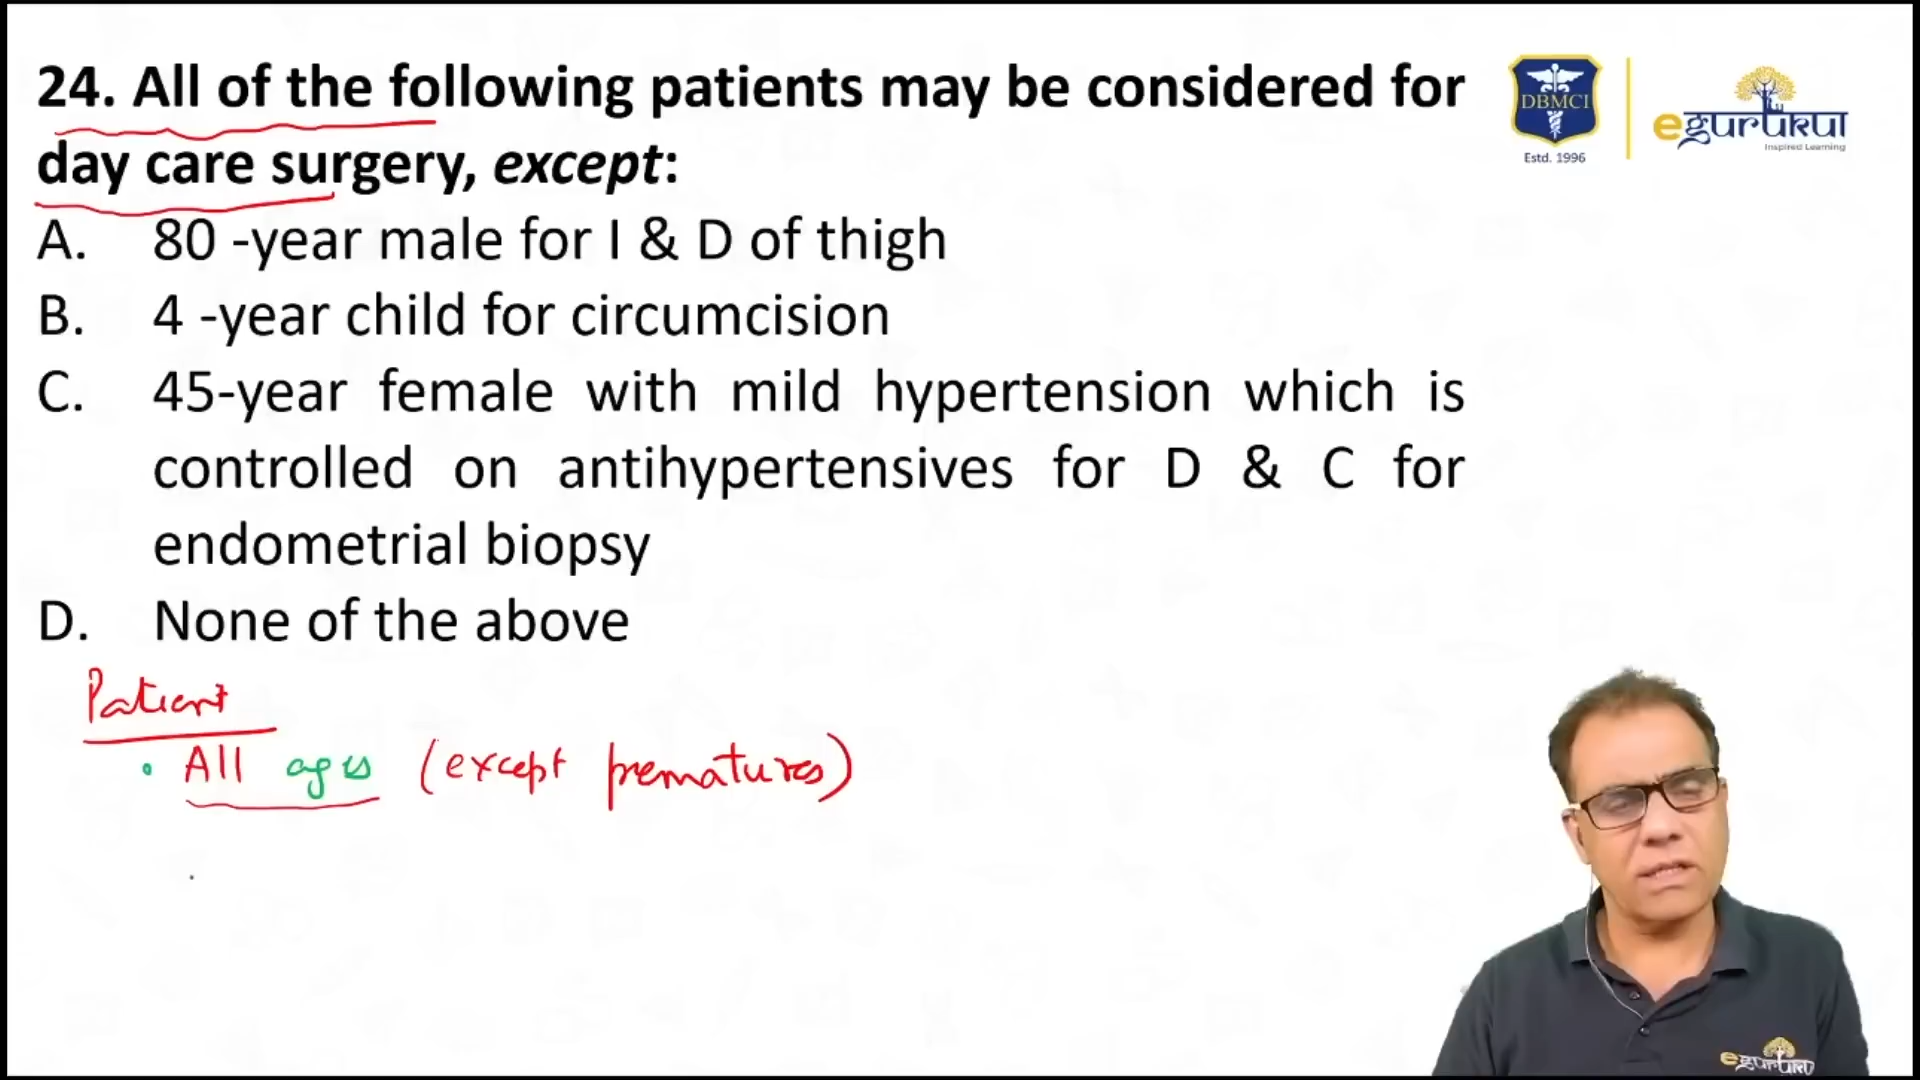 24. All of the following patients may be considered for
day care surgery, except:
A. 80 -year male for I & D of thigh
B. 4 -year child for circumcision
C. 45-year female with mild hypertension which is
controlled on antihypertensives for D & C for
endometrial biopsy
D. None of the above
Patient
• All ages (except prematures)
DBMCI
Estd. 1996
egurukul
Inspired Learning
egurukul